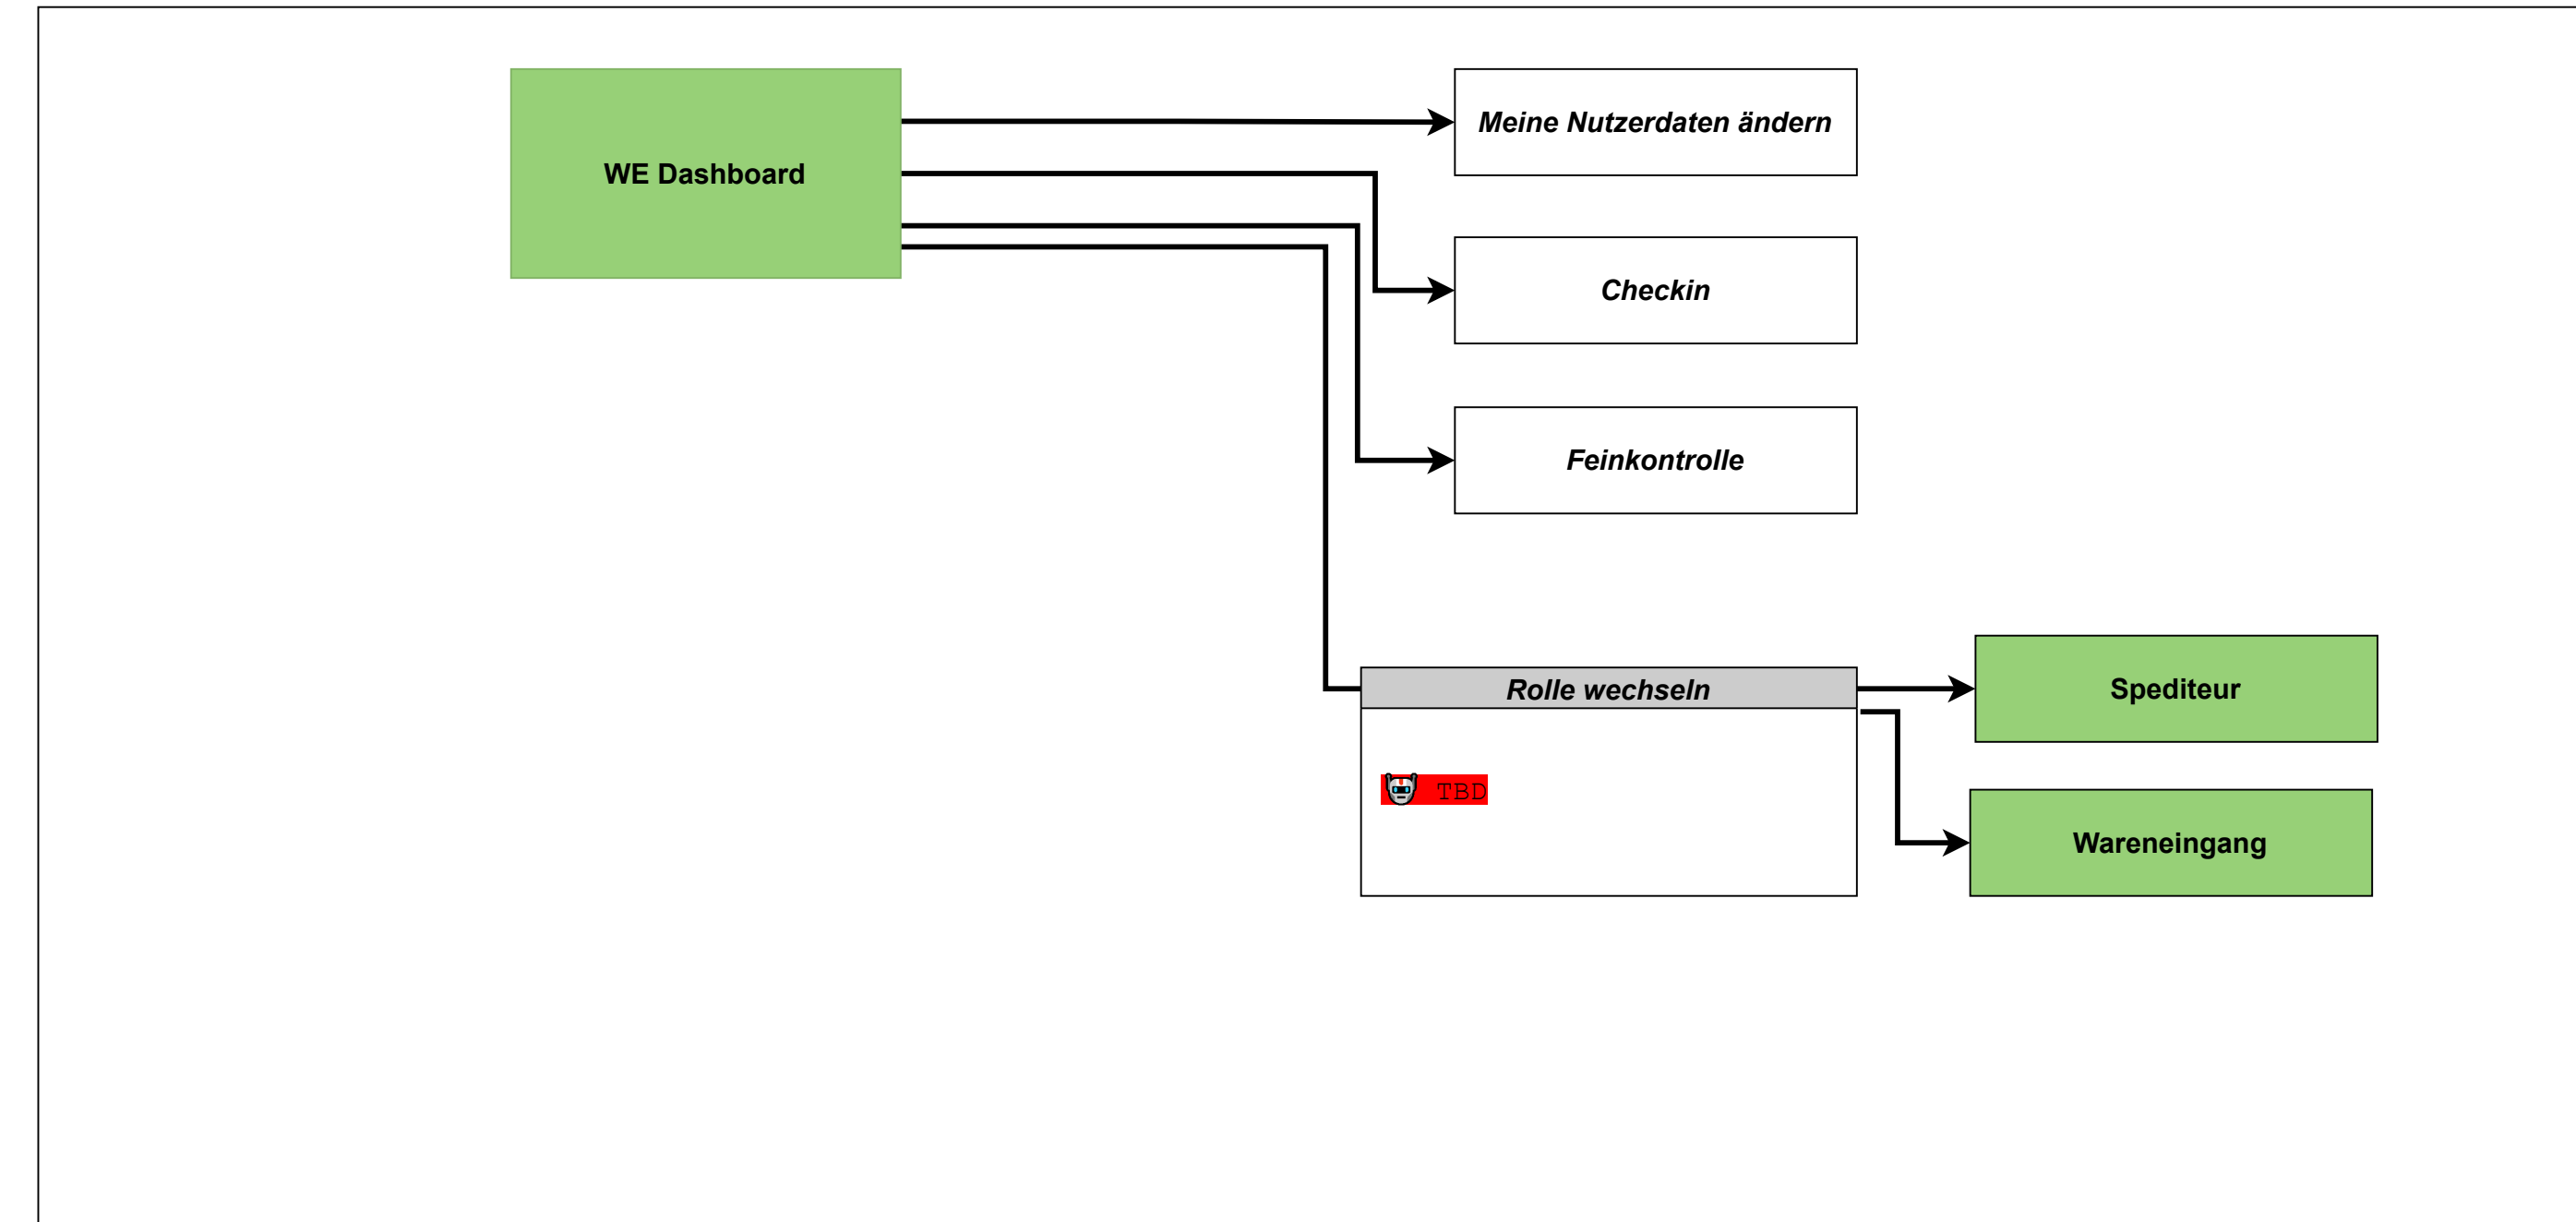 WE Dashboard
Meine Nutzerdaten ändern
Checkin
Feinkontrolle
Rolle wechseln
TBD
Spediteur
Wareneingang